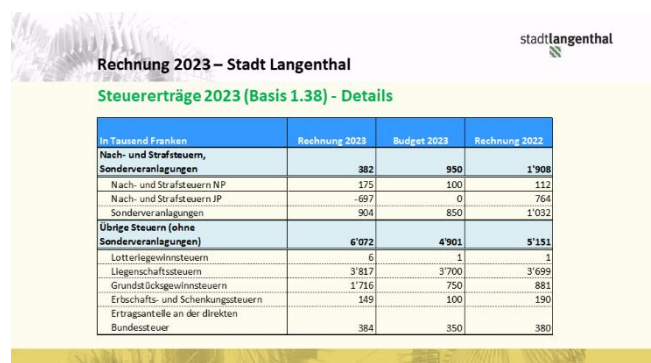 stadtlangenthal
Rechnung 2023 – Stadt Langenthal
Steuererträge 2023 (Basis 1.38) - Details
In Tausend Franken Rechnung 2023 Budget 2023 Rechnung 2022
Nach- und Strafsteuern,
Sonderveranlagungen 382 950 1'908
Nach- und Strafsteuern NP 175 100 112
Nach- und Strafsteuern JP -697 0 764
Sonderveranlagungen 904 850 1'032
Übrige Steuern (ohne
Sonderveranlagungen) 6'072 4'901 5'151
Lotteriegewinnsteuern 6 1 1
Liegenschaftssteuern 3'817 3'700 3'699
Grundstücksgewinnsteuern 1'716 750 881
Erbschafts- und Schenkungssteuern 149 100 190
Ertragsanteile an der direkten
Bundessteuer 384 350 380